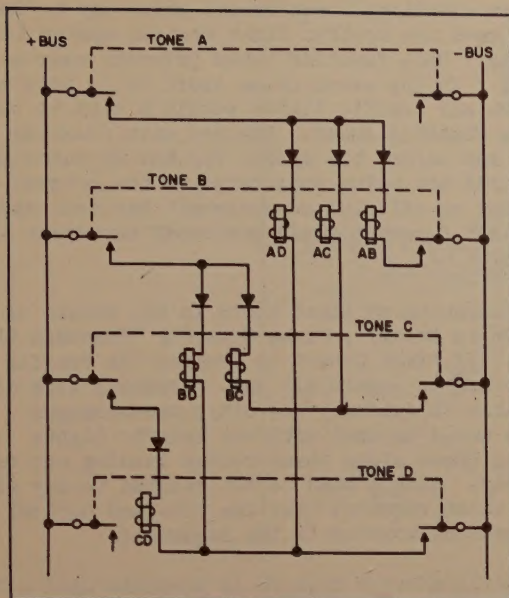 +BUS
TONE A
-BUS
TONE B
AD
AC
AB
TONE C
BD
BC
TONE D
CD